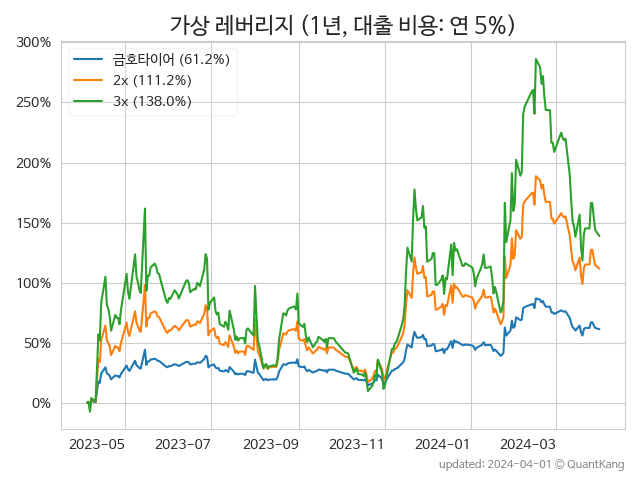 가상 레버리지 (1년, 대출 비용: 연 5%)
금호타이어 (61.2%)
2x (111.2%)
3x (138.0%)
300%
250%
200%
150%
100%
50%
0%
2023-05 2023-07 2023-09 2023-11 2024-01 2024-03
updated: 2024-04-01 © QuantKang